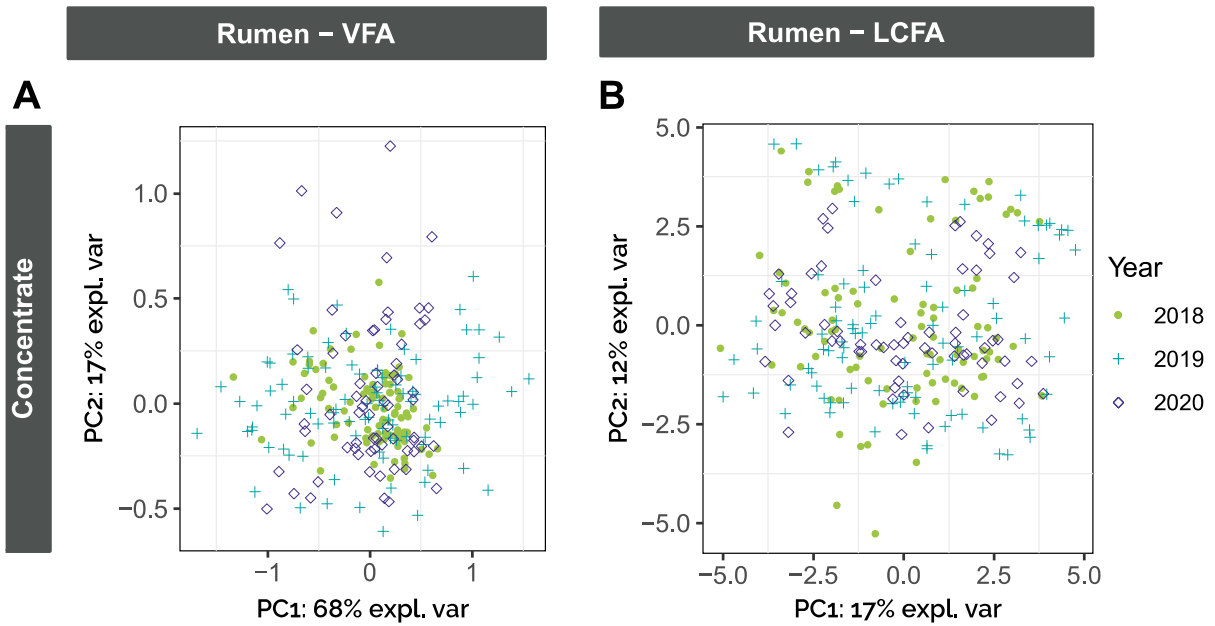 Rumen – VFA
Rumen – LCFA
A
B
Concentrate
PC2: 17% expl. var
1.0
0.5
0.0
−0.5
−1
0
1
PC1: 68% expl. var
PC2: 12% expl. var
5.0
2.5
0.0
−2.5
−5.0
−5.0
−2.5
0.0
2.5
5.0
PC1: 17% expl. var
Year
2018
2019
2020